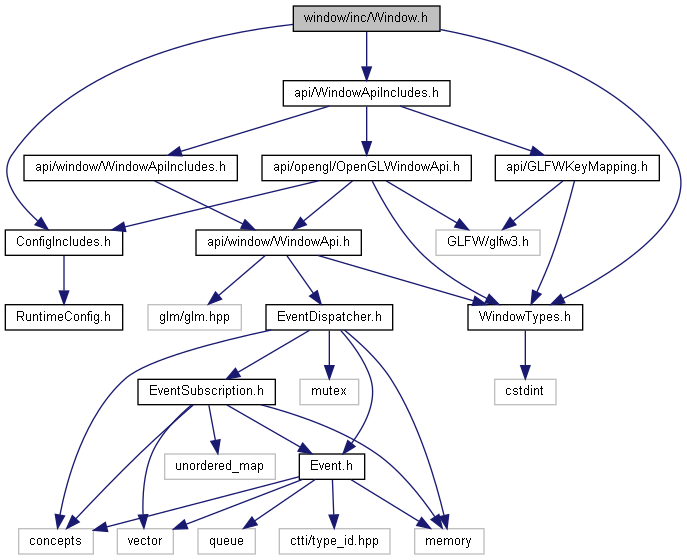 window/inc/Window.h
api/WindowApiIncludes.h
api/window/WindowApiIncludes.h
api/opengl/OpenGLWindowApi.h
api/GLFWKeyMapping.h
ConfigIncludes.h
api/window/WindowApi.h
GLFW/glfw3.h
RuntimeConfig.h
glm/glm.hpp
EventDispatcher.h
WindowTypes.h
EventSubscription.h
mutex
cstdint
unordered_map
Event.h
concepts
vector
queue
ctti/type_id.hpp
memory